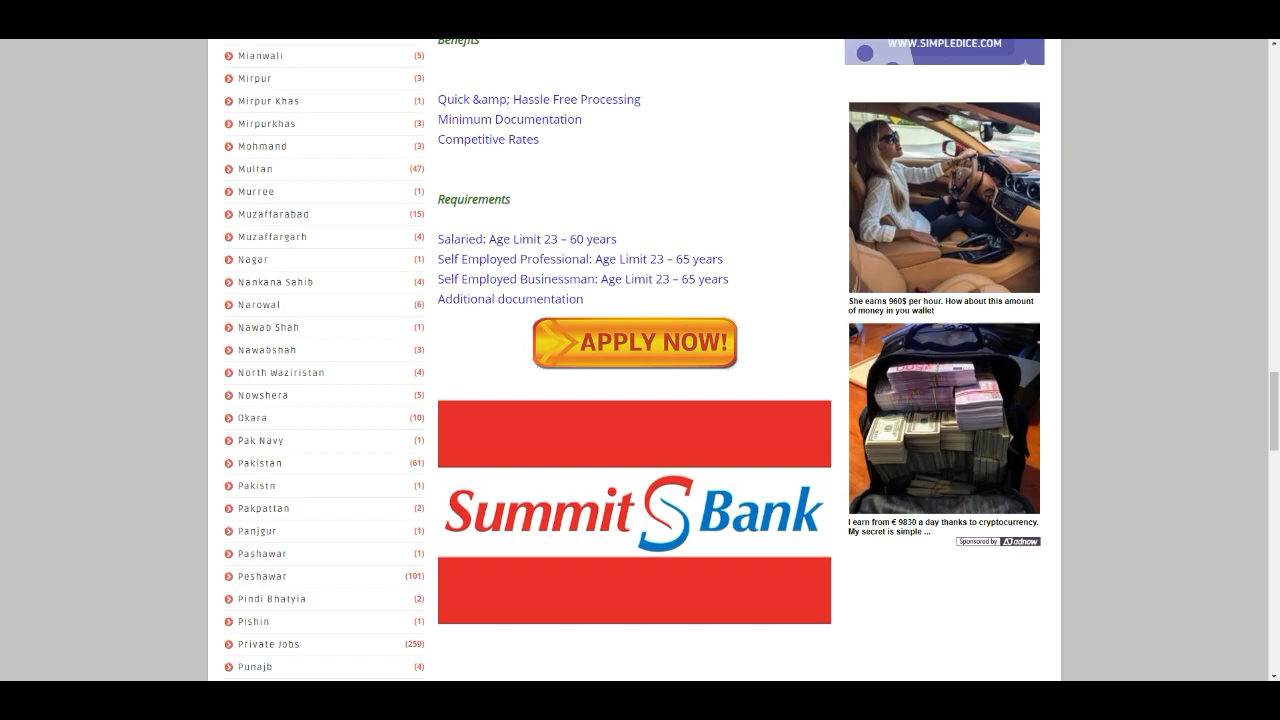 Mianwali (5)
Mirpur (3)
Mirpur Khas (1)
Mirpurkhas (3)
Mohmand (3)
Multan (47)
Murree (1)
Muzaffarabad (15)
Muzaffargarh (4)
Nagar (1)
Nankana Sahib (4)
Narowal (6)
Nawab Shah (1)
Nawabshah (3)
North Waziristan (4)
Nowshera (5)
Okara (10)
Pak Navy (1)
Pakistan (61)
Pakistn (1)
Pakpattan (2)
Panjgur (1)
Pashawar (1)
Peshawar (101)
Pindi Bhatyia (2)
Pishin (1)
Private Jobs (259)
Punajb (4)
Benefits
Quick &amp; Hassle Free Processing
Minimum Documentation
Competitive Rates
Requirements
Salaried: Age Limit 23 – 60 years
Self Employed Professional: Age Limit 23 – 65 years
Self Employed Businessman: Age Limit 23 – 65 years
Additional documentation
APPLY NOW!
Summit S Bank
WWW.SIMPLEDICE.COM
She earns 960$ per hour. How about this amount
of money in you wallet
I earn from € 9830 a day thanks to cryptocurrency.
My secret is simple ...
Sponsored by adnow